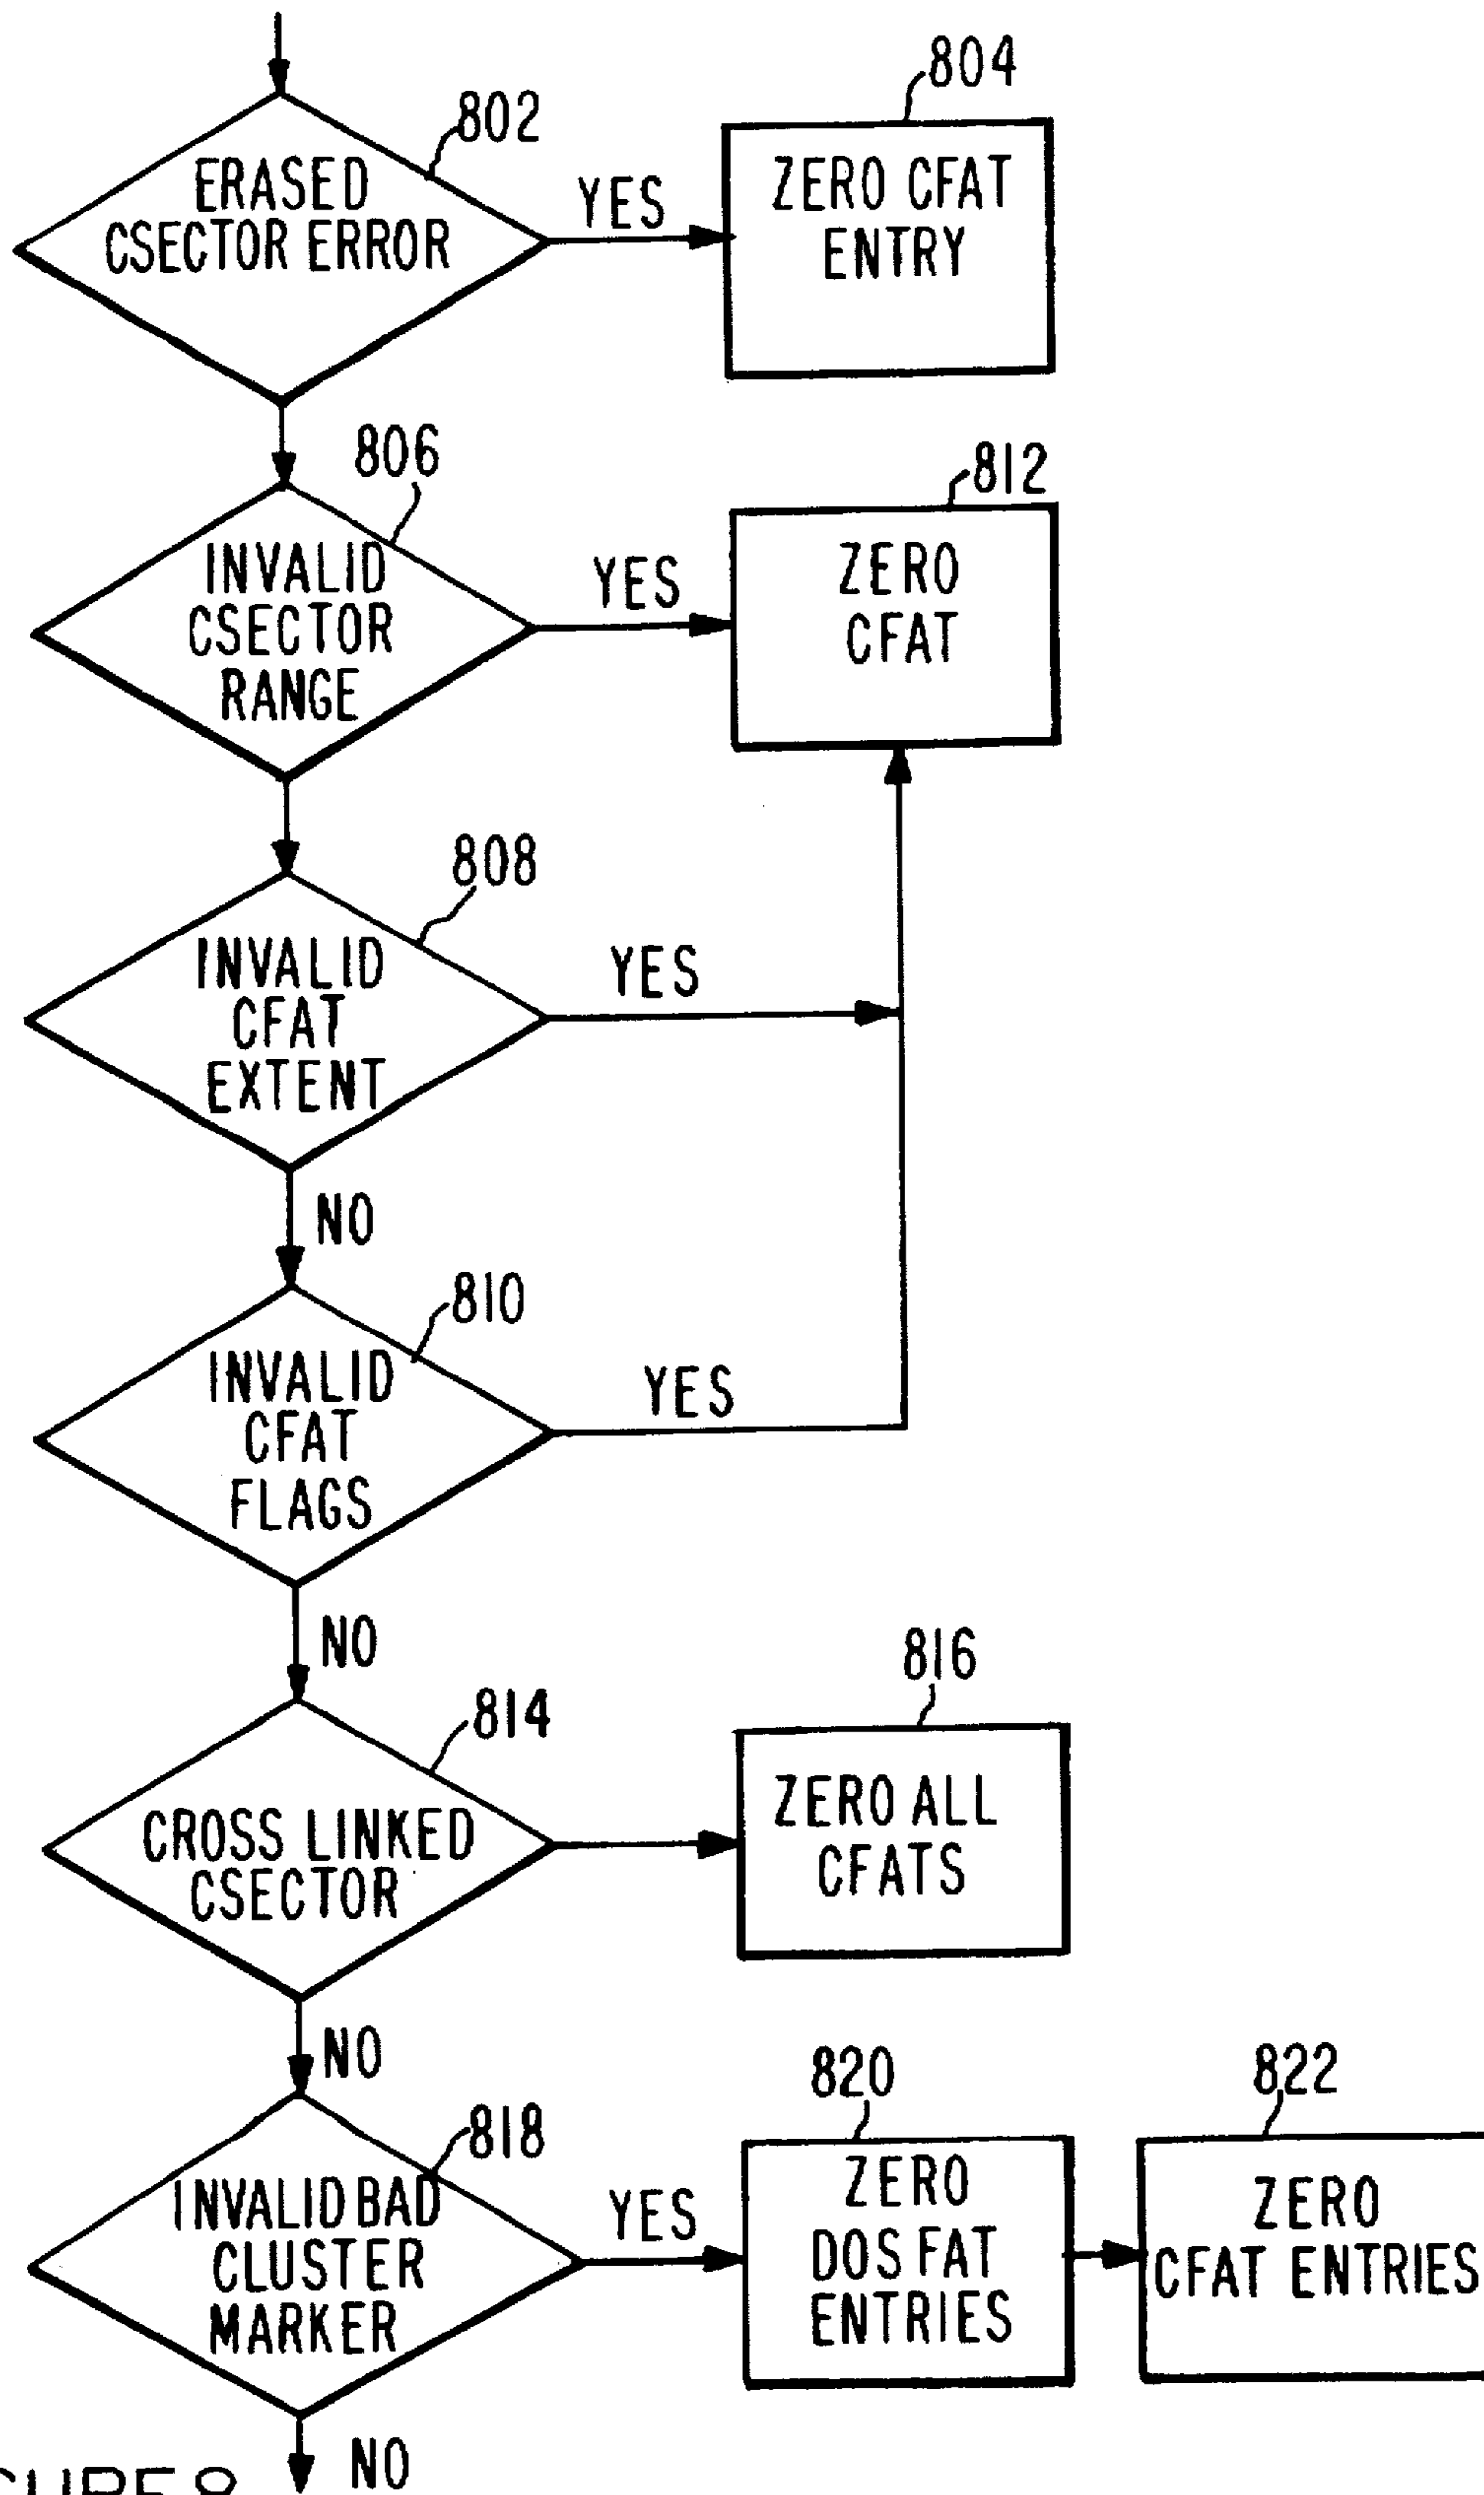 804
802
ERASED
CSECTOR ERROR
YES
ZERO CFAT
ENTRY
806
812
INVALID
CSECTOR
RANGE
YES
ZERO
CFAT
808
INVALID
CFAT
EXTENT
YES
NO
810
INVALID
CFAT
FLAGS
YES
NO
816
814
CROSS LINKED
CSECTOR
ZERO ALL
CFATS
NO
820
822
818
INVALID BAD
CLUSTER
MARKER
YES
ZERO
DOS FAT
ENTRIES
ZERO
CFAT ENTRIES
NO